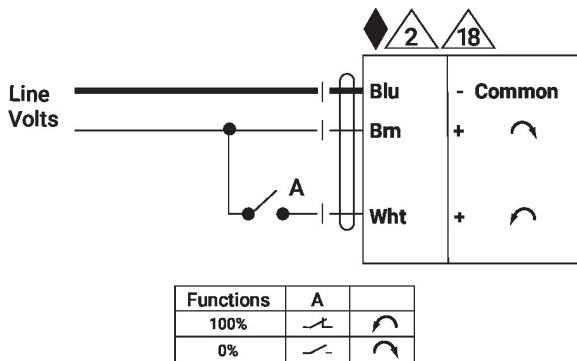 2 18
Line Volts
Blu - Common
Brn +
A
Wht +
Functions A
100%
0%